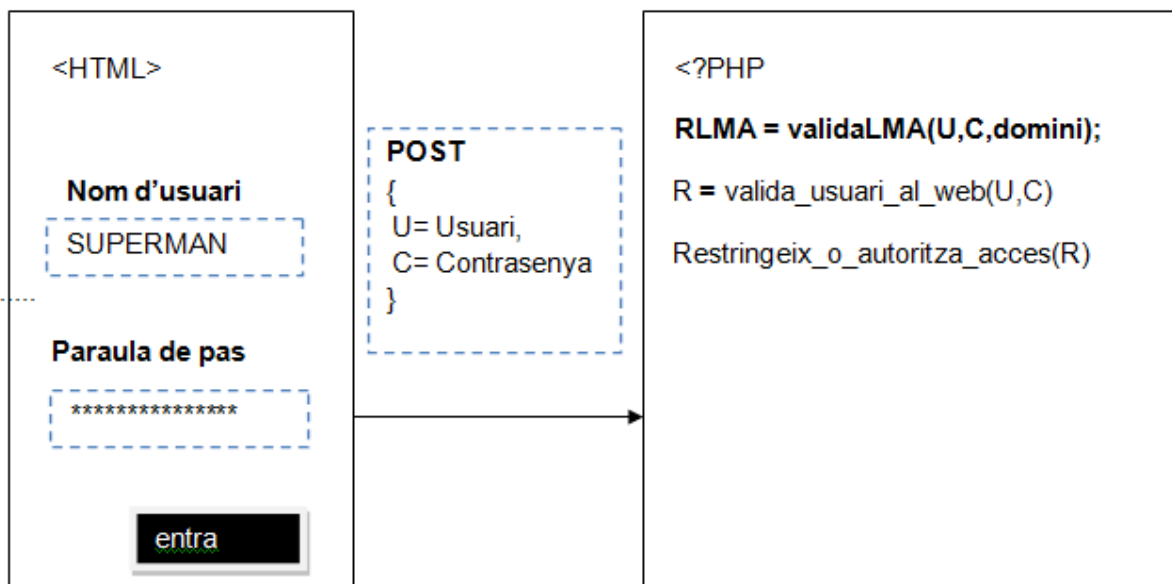 <HTML>
Nom d'usuari
SUPERMAN
Paraula de pas
***************
entra
POST
{
U= Usuari,
C= Contrasenya
}
<?PHP
RLMA = validaLMA(U,C,domini);
R = valida_usuari_al_web(U,C)
Restringeix_o_autoritza_acces(R)